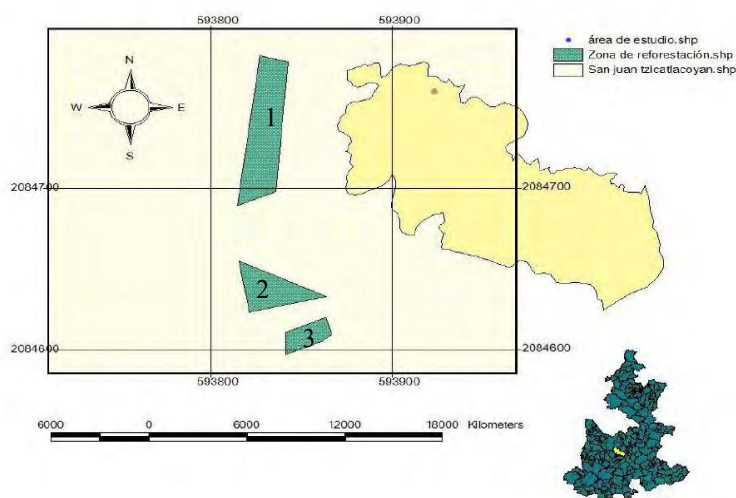 593800 593900
área de estudio.shp
Zona de reforestación.shp
San juan tzicatlacoyan.shp
N
W E
S
1
2084700 2084700
2
3
2084600 2084600
593800 593900
6000 0 6000 12000 18000 Kilometers